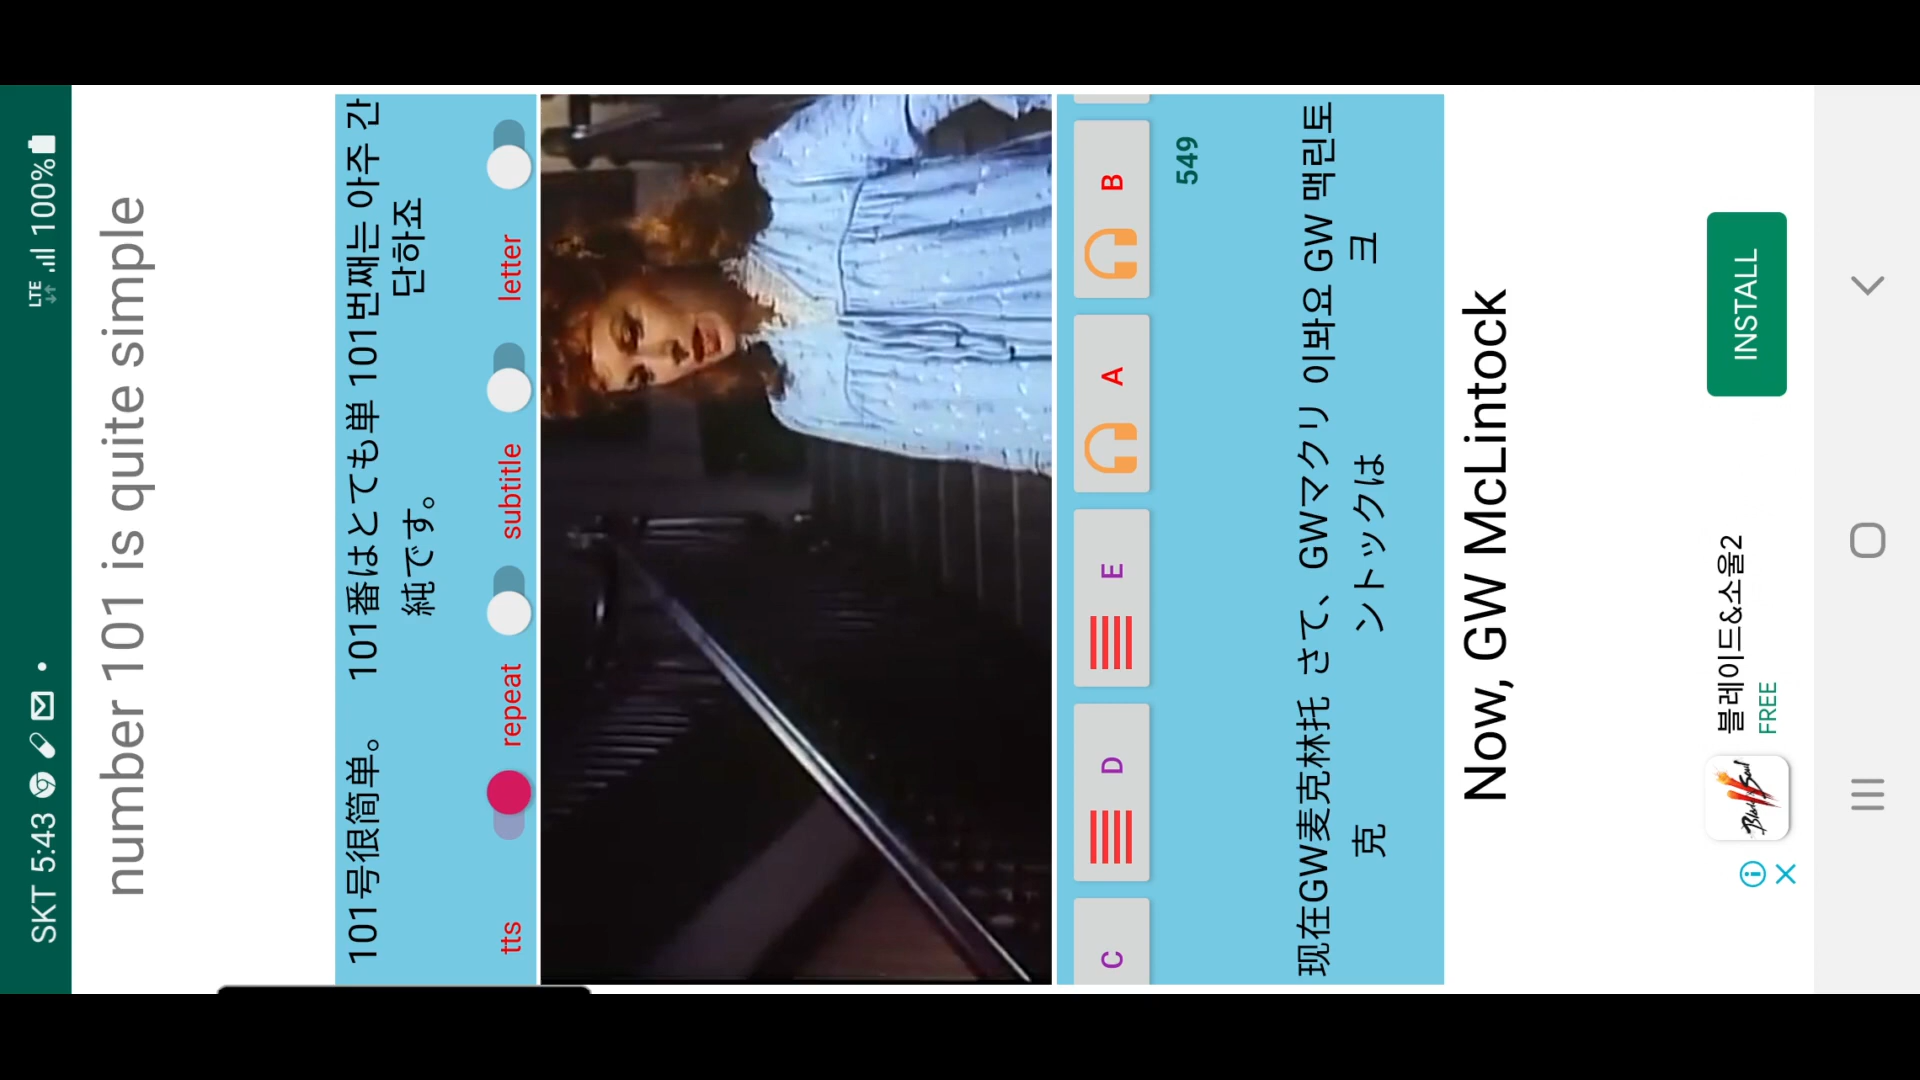 SKT 5:43
LTE 100%
number 101 is quite simple
101号很简单。 101番はとても単 101번째는 아주 간
純です。 단하죠
tts repeat subtitle letter
C D E A B
549
现在GW麦克林托 さて、GWマクリ 이봐요 GW 맥린토
克 ントックは 크
Now, GW McLintock
블레이드&소울2
FREE
INSTALL
Blade Soul